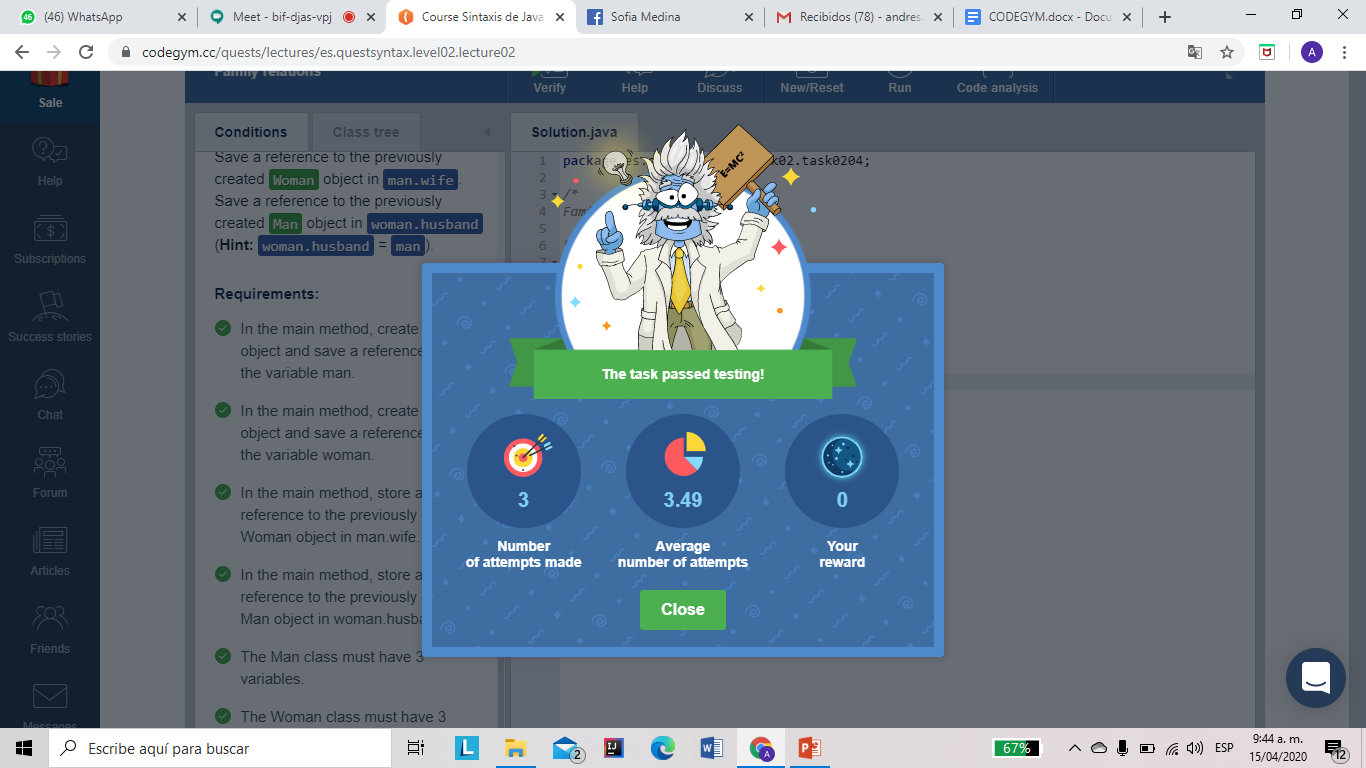 (46) WhatsApp
Meet - bif-djas-vpj
Course Sintaxis de Java
Sofía Medina
Recibidos (78) - andres.
CODEGYM.docx - Docu
codegym.cc/quests/lectures/es.questsyntax.level02.lecture02
A
Sale
Help
Subscriptions
Success stories
Chat
Forum
Articles
Friends
Messages
Family relations
Verify
Help
Discuss
New/Reset
Run
Code analysis
Conditions
Class tree
Save a reference to the previously
created Woman object in man.wife.
Save a reference to the previously
created Man object in woman.husband
(Hint: woman.husband = man).
Requirements:
In the main method, create
object and save a reference
the variable man.
In the main method, create
object and save a reference
the variable woman.
In the main method, store a
reference to the previously
Woman object in man.wife.
In the main method, store a
reference to the previously
Man object in woman.husba
The Man class must have 3
variables.
The Woman class must have 3
Solution.java
1 package es. k02.task0204;
2
3 /*
4 Fam
5
6
7
E=MC²
The task passed testing!
3
Number
of attempts made
3.49
Average
number of attempts
0
Your
reward
Close
Escribe aquí para buscar
2
67%
ESP
9:44 a. m.
15/04/2020
12